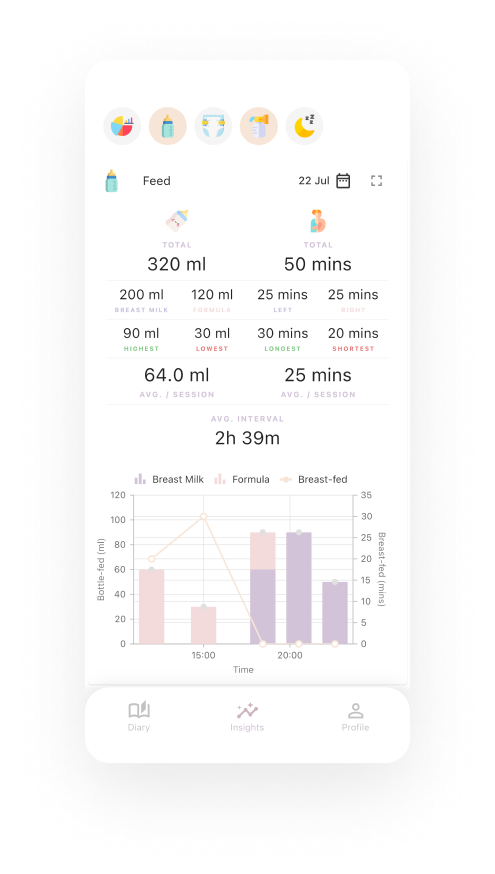 Feed 22 Jul
TOTAL TOTAL
320 ml 50 mins
200 ml 120 ml 25 mins 25 mins
BREAST MILK FORMULA LEFT RIGHT
90 ml 30 ml 30 mins 20 mins
HIGHEST LOWEST LONGEST SHORTEST
64.0 ml 25 mins
AVG. / SESSION AVG. / SESSION
AVG. INTERVAL
2h 39m
Breast Milk Formula Breast-fed
120 35
100 30
80 25
60 20
40 15
20 10
0 5
0
Bottle-fed (ml)
Breast-fed (mins)
15:00 20:00
Time
Diary Insights Profile